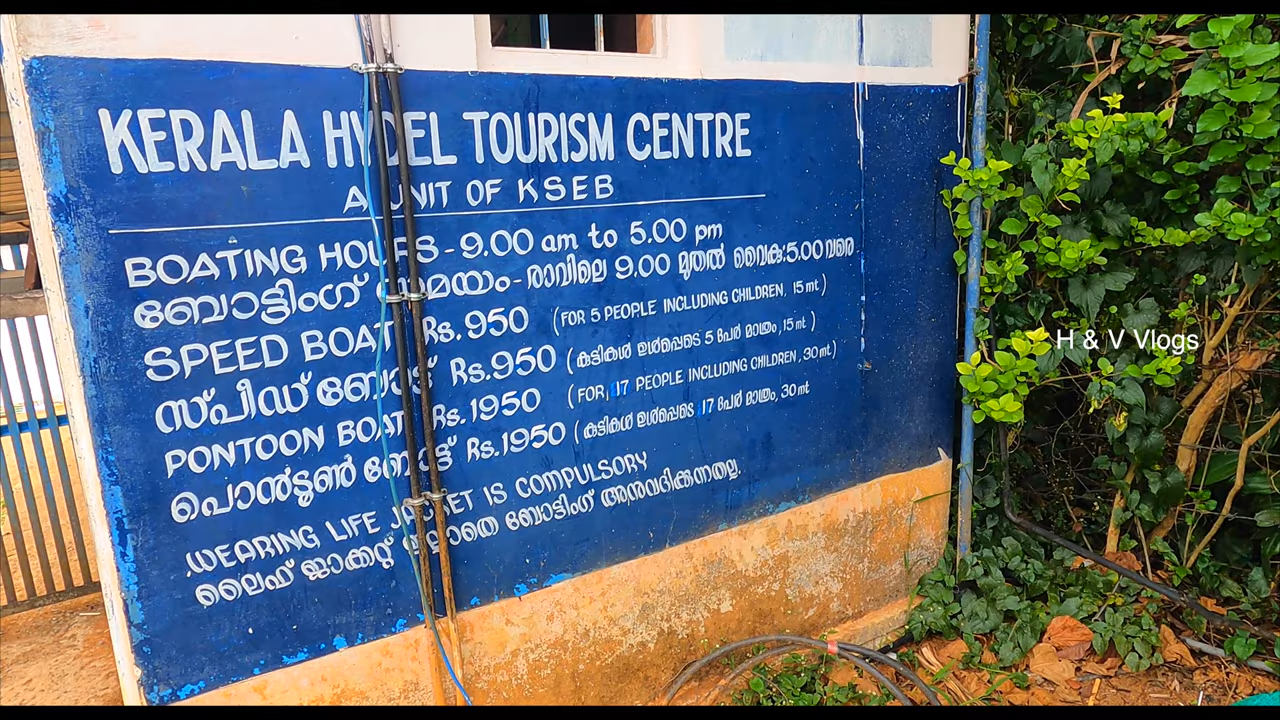 KERALA HYDEL TOURISM CENTRE
A UNIT OF KSEB
BOATING HOURS - 9.00 am to 5.00 pm
ബോട്ടിംഗ് സമയം - രാവിലെ 9.00 മുതൽ വൈകു:5.00 വരെ
SPEED BOAT Rs.950 (FOR 5 PEOPLE INCLUDING CHILDREN, 15 mt)
സ്പീഡ് ബോട്ട് Rs.950 (കുട്ടികൾ ഉൾപ്പെടെ 5 പേർ മാത്രം, 15 mt)
PONTOON BOAT Rs.1950 (FOR, 17 PEOPLE INCLUDING CHILDREN, 30 mt)
പൊൻടൂൺ ബോട്ട് Rs.1950 (കുട്ടികൾ ഉൾപ്പെടെ 17 പേർ മാത്രം, 30 mt
WEARING LIFE JACKET IS COMPULSORY
ലൈഫ് ജാക്കറ്റ് ഇല്ലാതെ ബോട്ടിംഗ് അനുവദിക്കുന്നതല്ല.
H & V Vlogs